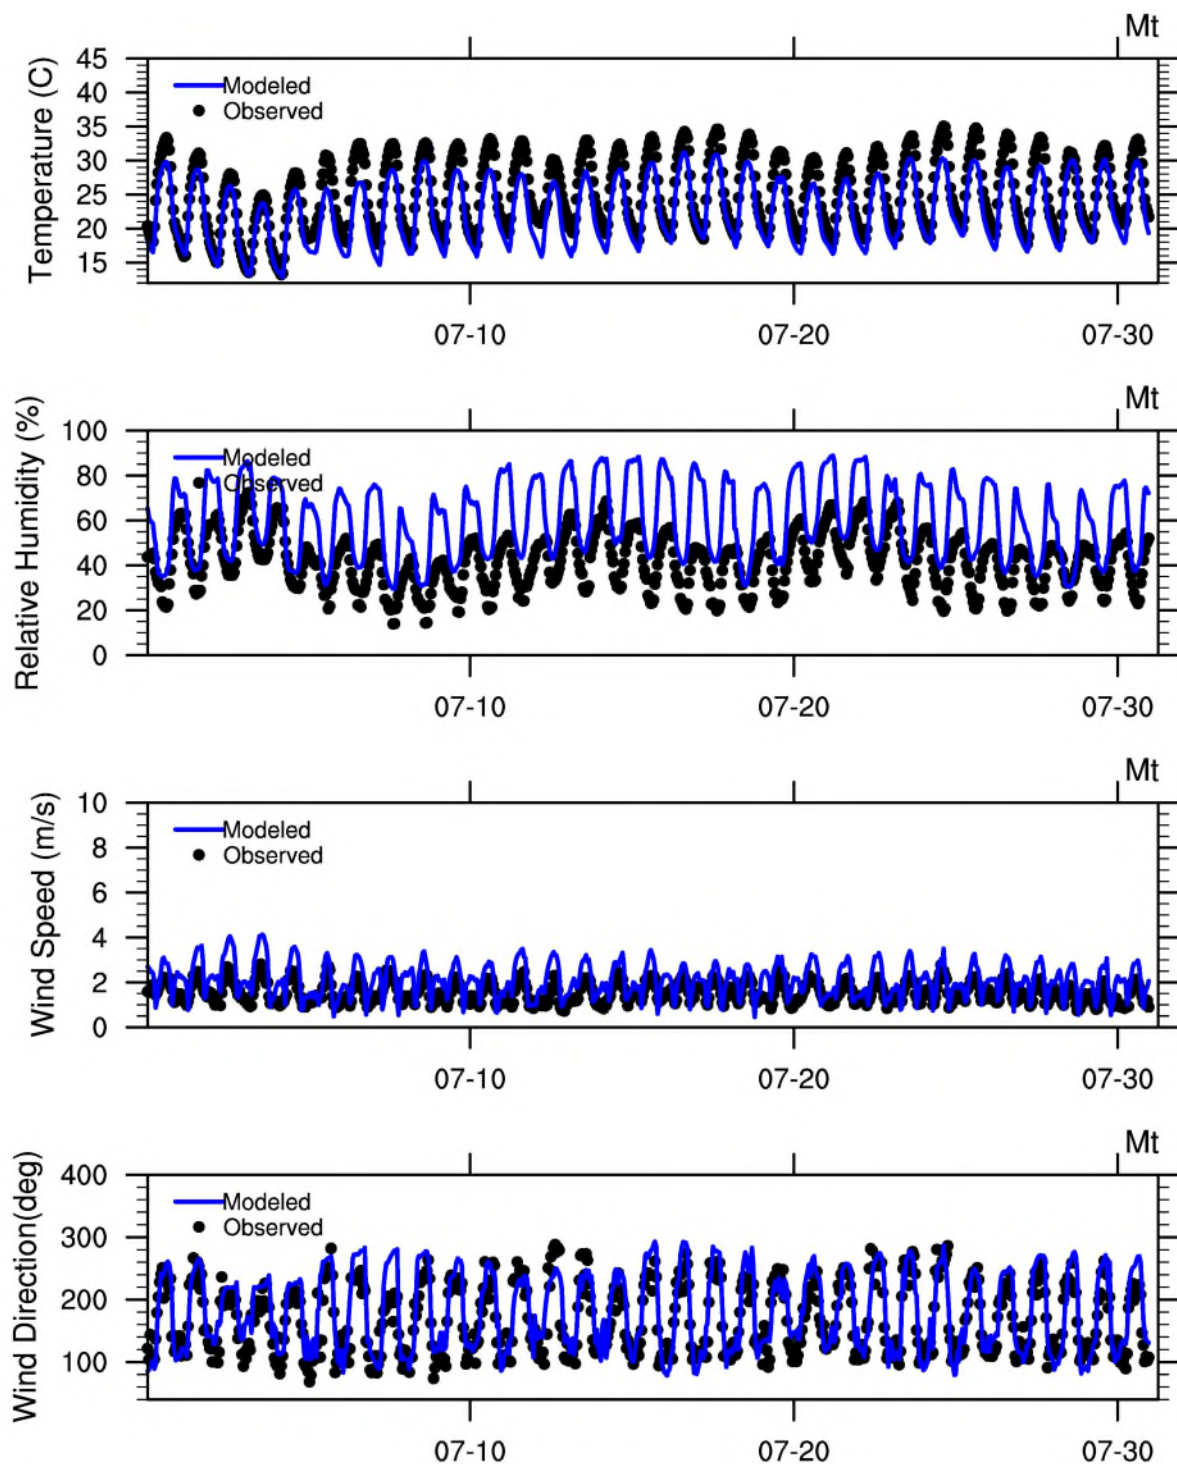 Mt
Temperature (C)
45
40
35
30
25
20
15
Modeled
Observed
07-10
07-20
07-30
Mt
Relative Humidity (%)
100
80
60
40
20
0
Modeled
Observed
07-10
07-20
07-30
Mt
Wind Speed (m/s)
10
8
6
4
2
0
Modeled
Observed
07-10
07-20
07-30
Mt
Wind Direction(deg)
400
300
200
100
Modeled
Observed
07-10
07-20
07-30